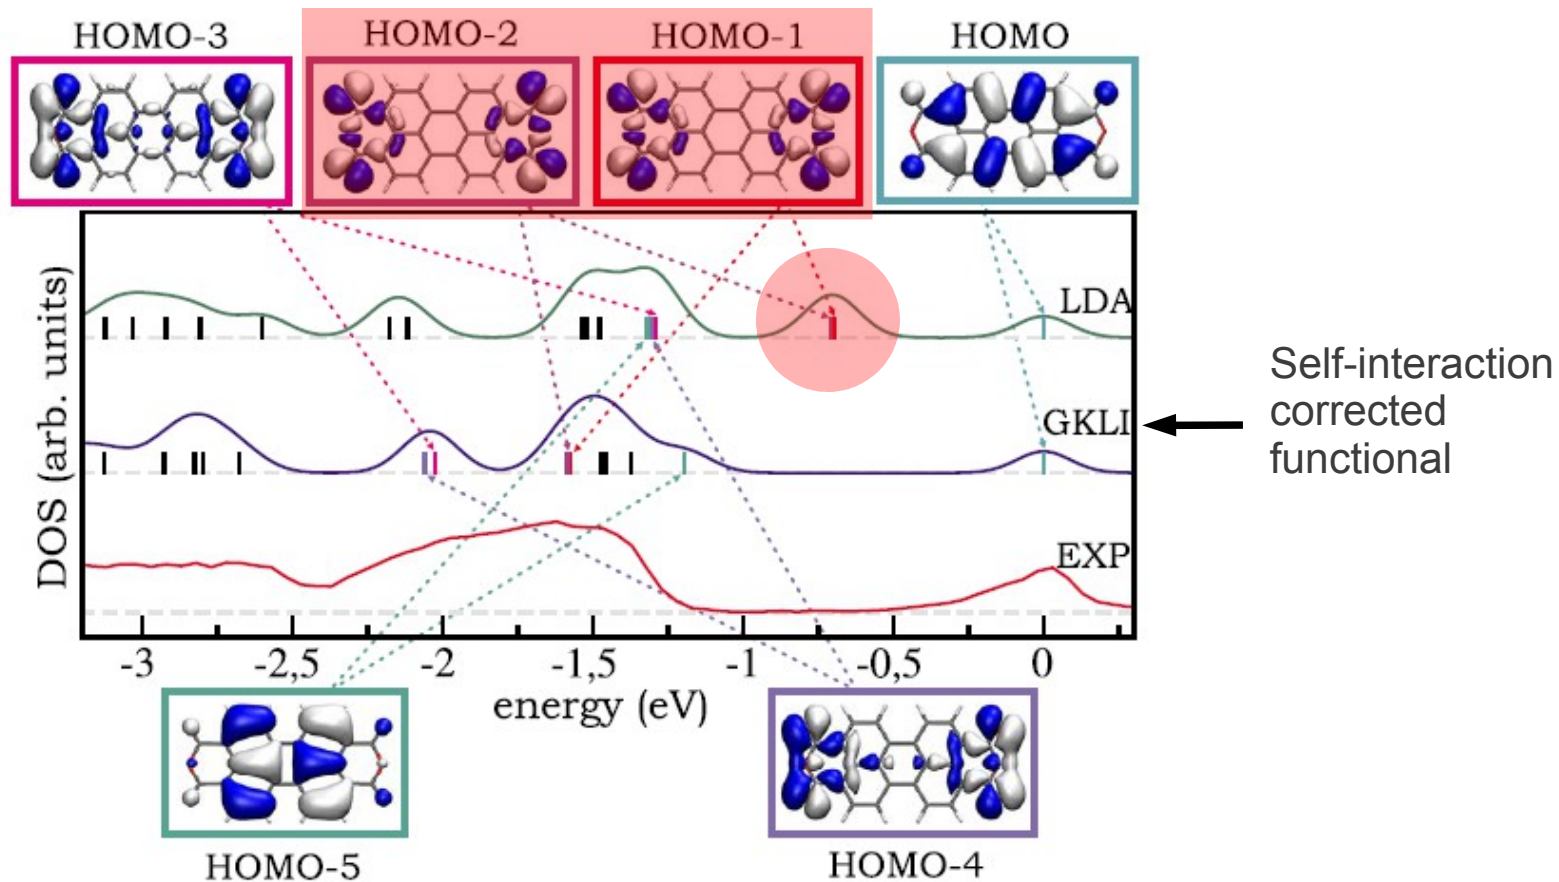 HOMO-3
HOMO-2
HOMO-1
HOMO
DOS (arb. units)
LDA
GKLI
EXP
Self-interaction
corrected
functional
-3
-2,5
-2
-1,5
-1
-0,5
0
energy (eV)
HOMO-5
HOMO-4